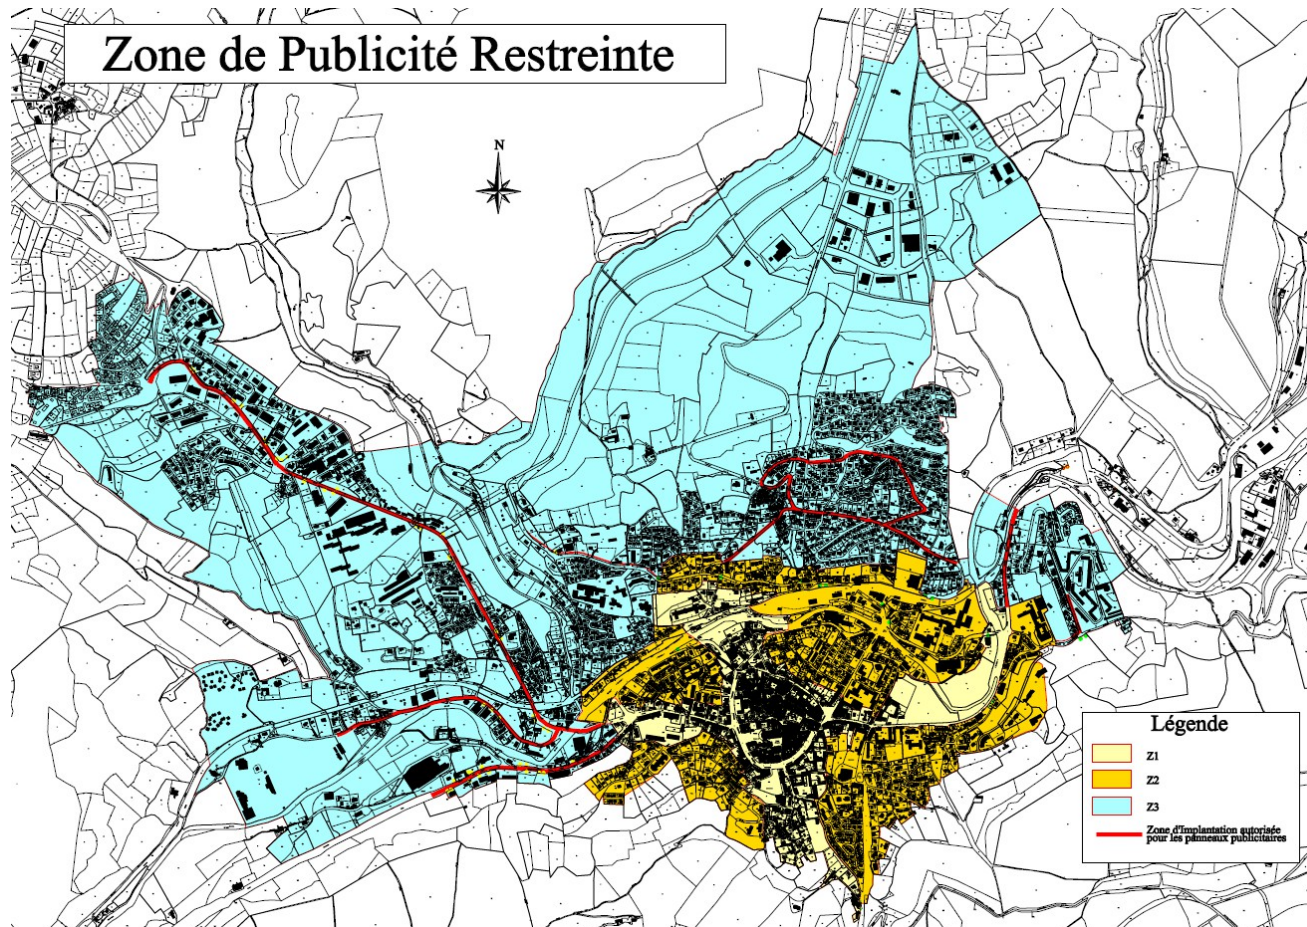 Zone de Publicité Restreinte
N
Légende
Z1
Z2
Z3
Zone d'Implantation autorisée
pour les panneaux publicitaires